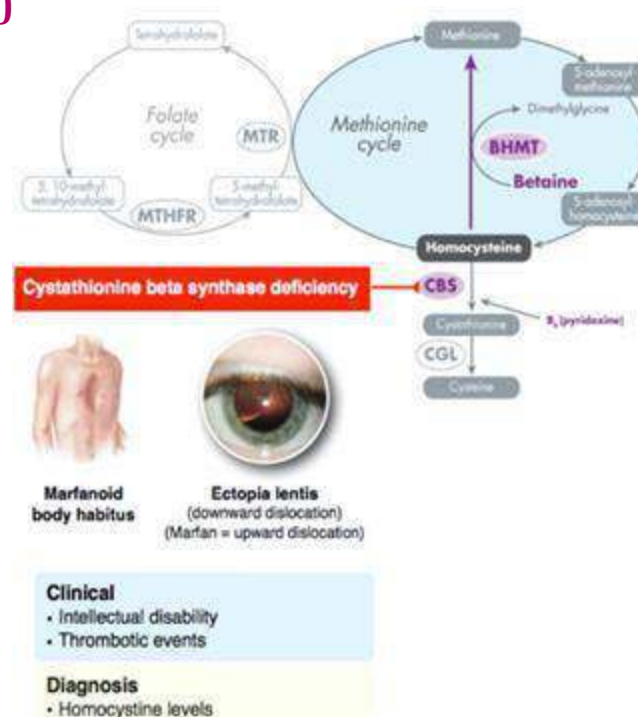 Tetrahydrofolate
Folate
cycle
MTR
5, 10-methyl-
tetrahydrofolate
5-methyl-
tetrahydrofolate
MTHFR
Methionine
S-adenosyl
methionine
Dimethylglycine
Methionine
cycle
BHMT
Betaine
S-adenosyl
homocysteine
Homocysteine
Cystathionine beta synthase deficiency
CBS
B₆ (pyridoxine)
Cystathionine
CGL
Cysteine
Marfanoid
body habitus
Ectopia lentis
(downward dislocation)
(Marfan = upward dislocation)
Clinical
• Intellectual disability
• Thrombotic events
Diagnosis
• Homocystine levels